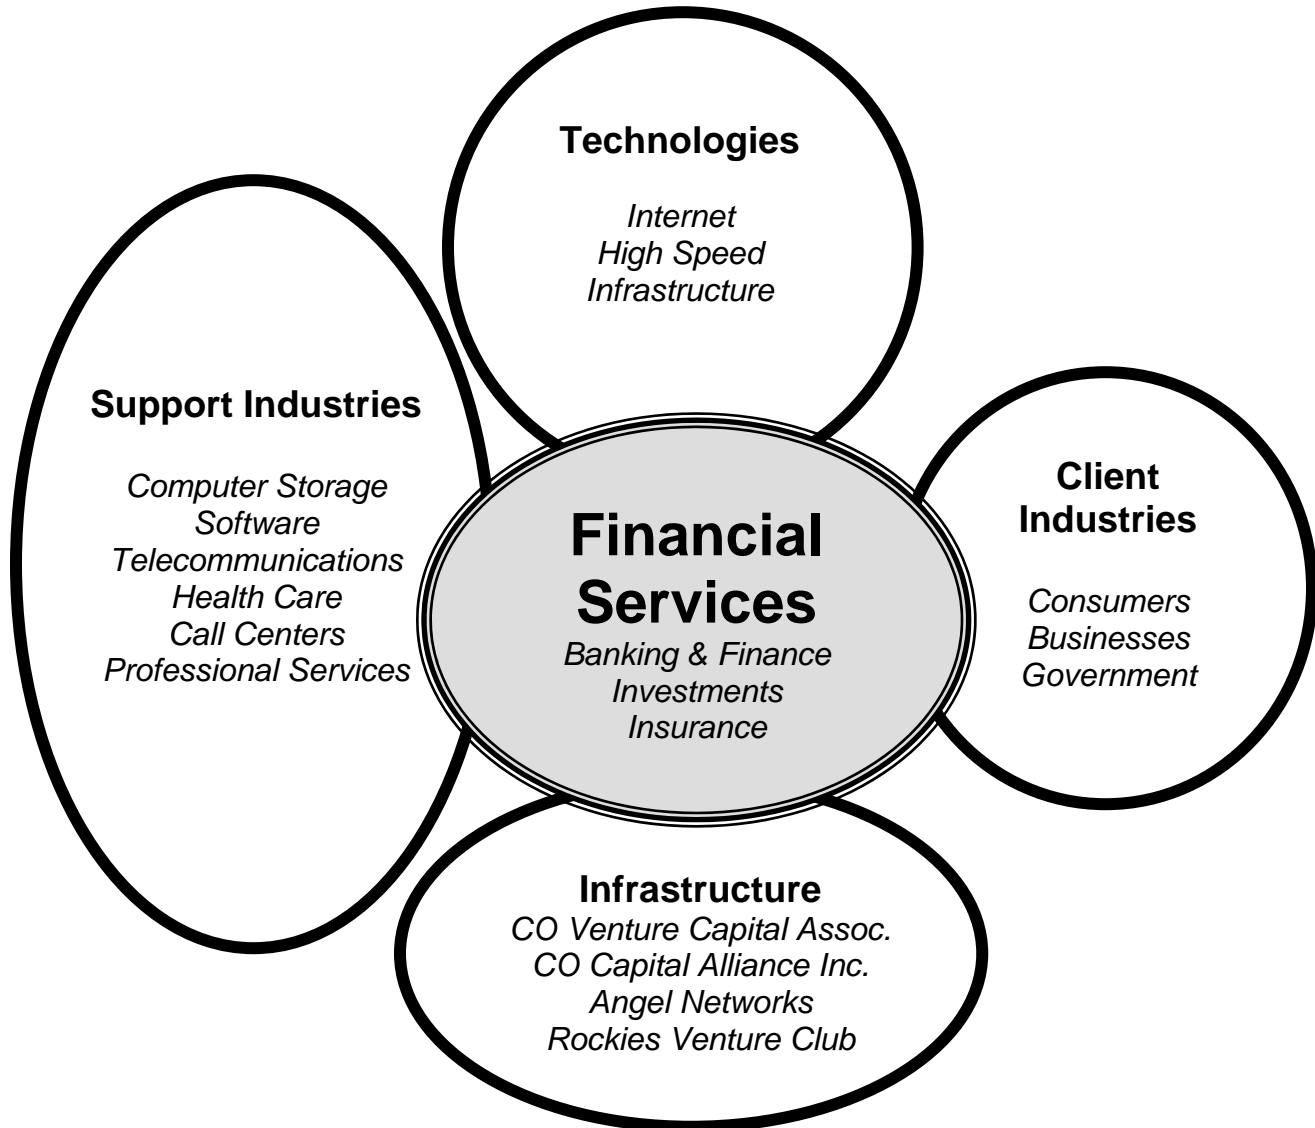 Technologies
Internet
High Speed
Infrastructure
Support Industries
Computer Storage
Software
Telecommunications
Health Care
Call Centers
Professional Services
Financial
Services
Banking & Finance
Investments
Insurance
Client
Industries
Consumers
Businesses
Government
Infrastructure
CO Venture Capital Assoc.
CO Capital Alliance Inc.
Angel Networks
Rockies Venture Club